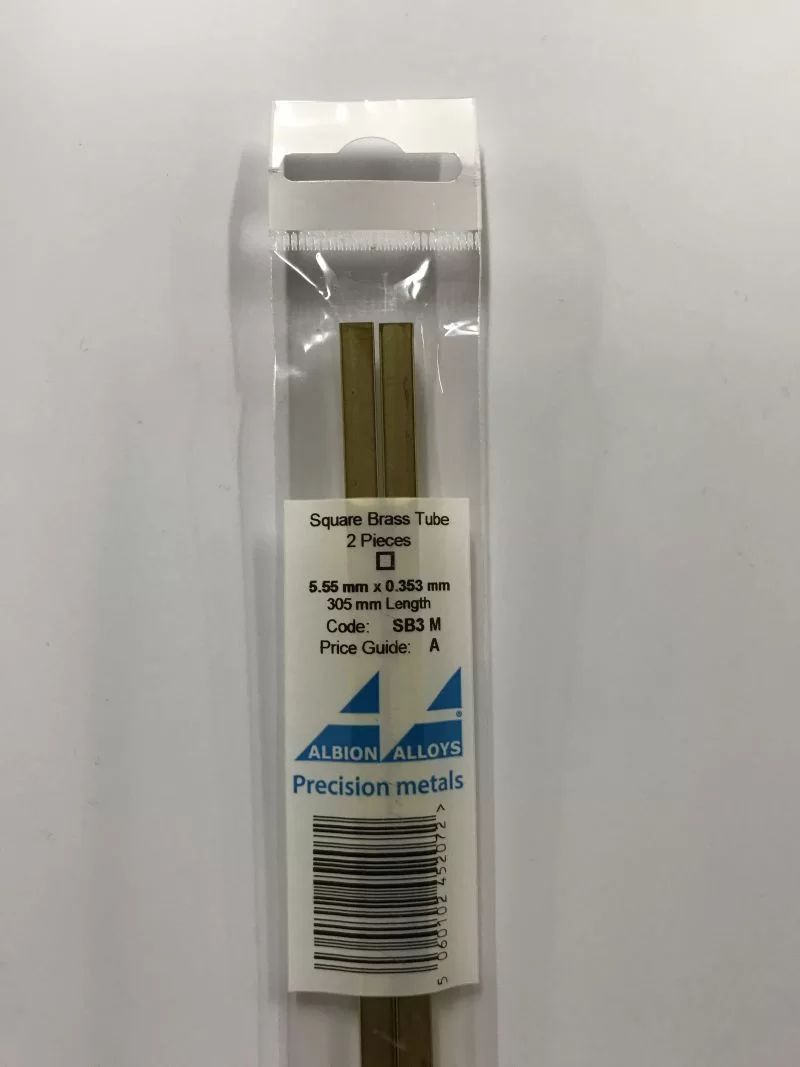 Square Brass Tube
2 Pieces
5.55 mm x 0.353 mm
305 mm Length
Code: SB3 M
Price Guide: A
ALBION ALLOYS®
Precision metals
5 060102 452072 >